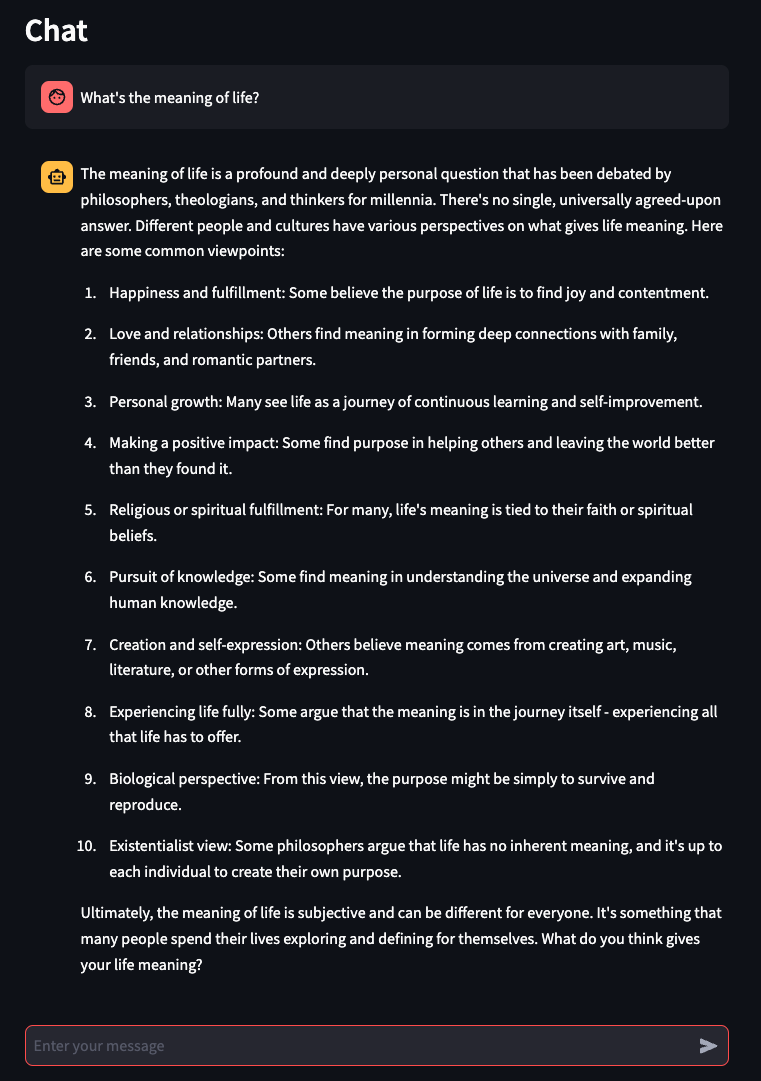 Chat
What's the meaning of life?
The meaning of life is a profound and deeply personal question that has been debated by
philosophers, theologians, and thinkers for millennia. There's no single, universally agreed-upon
answer. Different people and cultures have various perspectives on what gives life meaning. Here
are some common viewpoints:
1. Happiness and fulfillment: Some believe the purpose of life is to find joy and contentment.
2. Love and relationships: Others find meaning in forming deep connections with family,
friends, and romantic partners.
3. Personal growth: Many see life as a journey of continuous learning and self-improvement.
4. Making a positive impact: Some find purpose in helping others and leaving the world better
than they found it.
5. Religious or spiritual fulfillment: For many, life's meaning is tied to their faith or spiritual
beliefs.
6. Pursuit of knowledge: Some find meaning in understanding the universe and expanding
human knowledge.
7. Creation and self-expression: Others believe meaning comes from creating art, music,
literature, or other forms of expression.
8. Experiencing life fully: Some argue that the meaning is in the journey itself - experiencing all
that life has to offer.
9. Biological perspective: From this view, the purpose might be simply to survive and
reproduce.
10. Existentialist view: Some philosophers argue that life has no inherent meaning, and it's up to
each individual to create their own purpose.
Ultimately, the meaning of life is subjective and can be different for everyone. It's something that
many people spend their lives exploring and defining for themselves. What do you think gives
your life meaning?
Enter your message